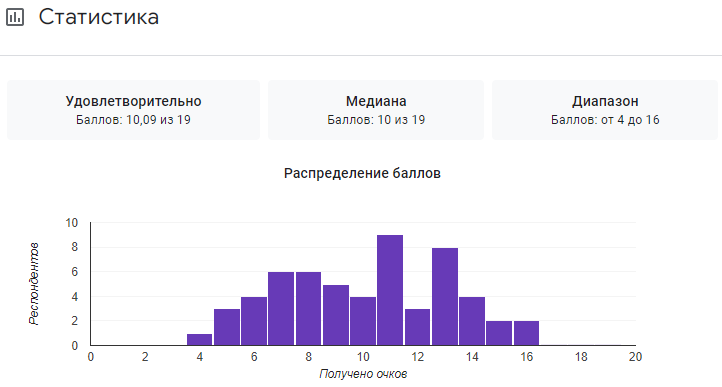 Статистика
Удовлетворительно
Баллов: 10,09 из 19
Медиана
Баллов: 10 из 19
Диапазон
Баллов: от 4 до 16
Распределение баллов
Респондентов
10
8
6
4
2
0
0 2 4 6 8 10 12 14 16 18 20
Получено очков